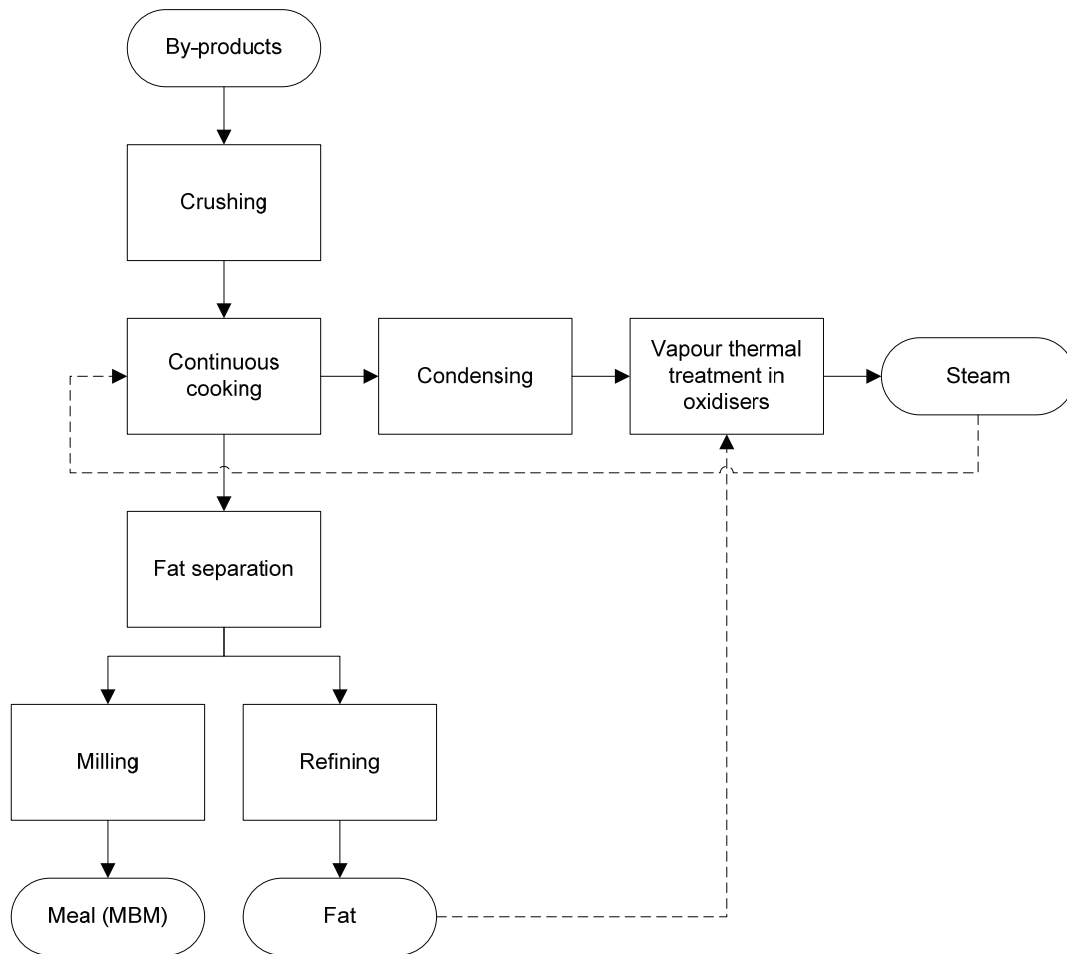 By-products
Crushing
Continuous
cooking
Condensing
Vapour thermal
treatment in
oxidisers
Steam
Fat separation
Milling
Refining
Meal (MBM)
Fat